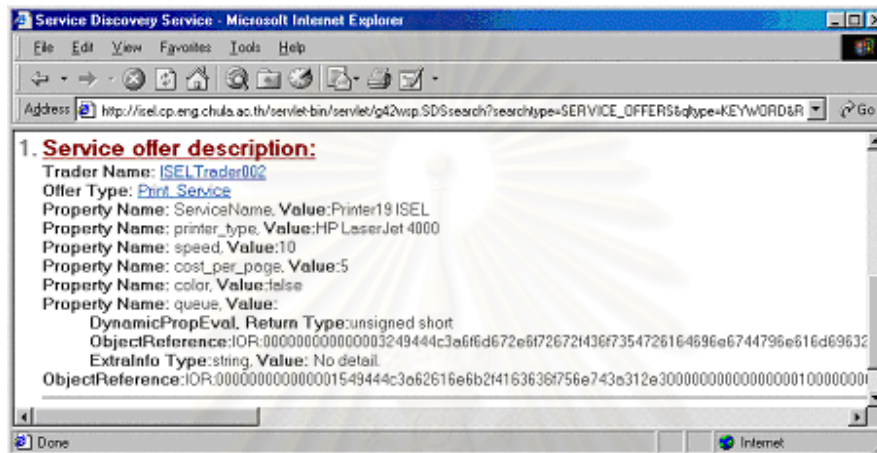 Service Discovery Service - Microsoft Internet Explorer
File Edit View Favorites Tools Help
Address http://isel.cp.eng.chula.ac.th/servlet-bin/servlet/g42wsp.SDSsearch?searchtype=SERVICE_OFFERS&qltype=KEYWORD&R Go
1. Service offer description:
Trader Name: ISELTrader002
Offer Type: Print_Service
Property Name: ServiceName, Value:Printer19 ISEL
Property Name: printer_type, Value:HP LaserJet 4000
Property Name: speed, Value:10
Property Name: cost_per_page, Value:5
Property Name: color, Value:false
Property Name: queue, Value:
DynamicPropEval, Return Type:unsigned short
ObjectReference:IOR:000000000000003249444c3a6f6d672e6f72672f436f7354726164696e6744796e616d69632
ExtraInfo Type:string, Value: No detail.
ObjectReference:IOR:000000000000001549444c3a62616e6b2f4163636f756e743a312e30000000000000000100000000
Done Internet